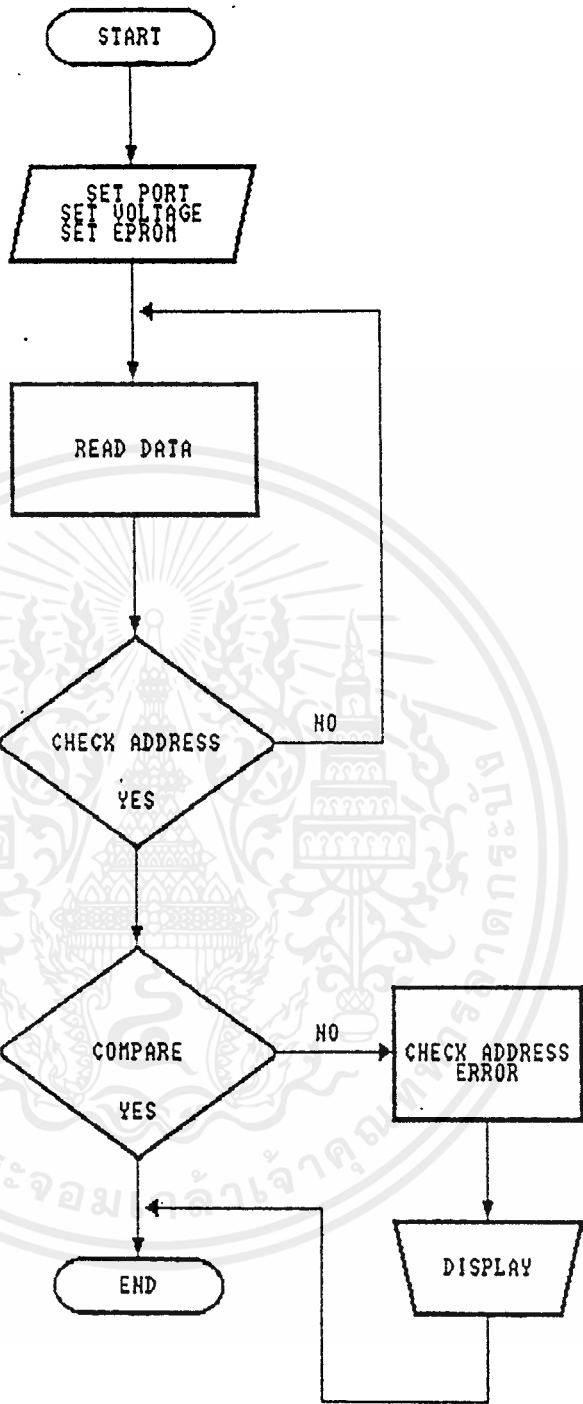 START
SET PORT
SET VOLTAGE
SET EPROM
READ DATA
NO
CHECK ADDRESS
YES
NO
COMPARE
CHECK ADDRESS
ERROR
YES
DISPLAY
END